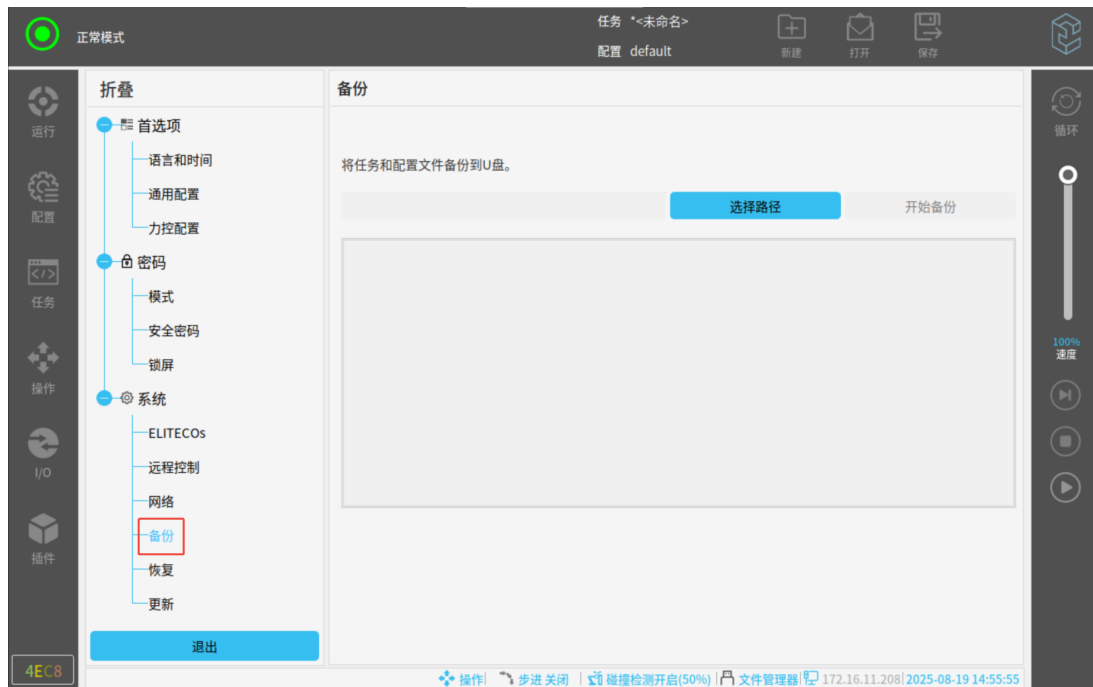 正常模式
任务 *<未命名>
配置 default
新建
打开
保存
运行
配置
任务
操作
I/O
插件
4EC8
折叠
首选项
语言和时间
通用配置
力控配置
密码
模式
安全密码
锁屏
系统
ELITECOs
远程控制
网络
备份
恢复
更新
退出
备份
将任务和配置文件备份到U盘。
选择路径
开始备份
循环
100%
速度
操作 步进 关闭 碰撞检测开启(50%) 文件管理器 172.16.11.208 2025-08-19 14:55:55